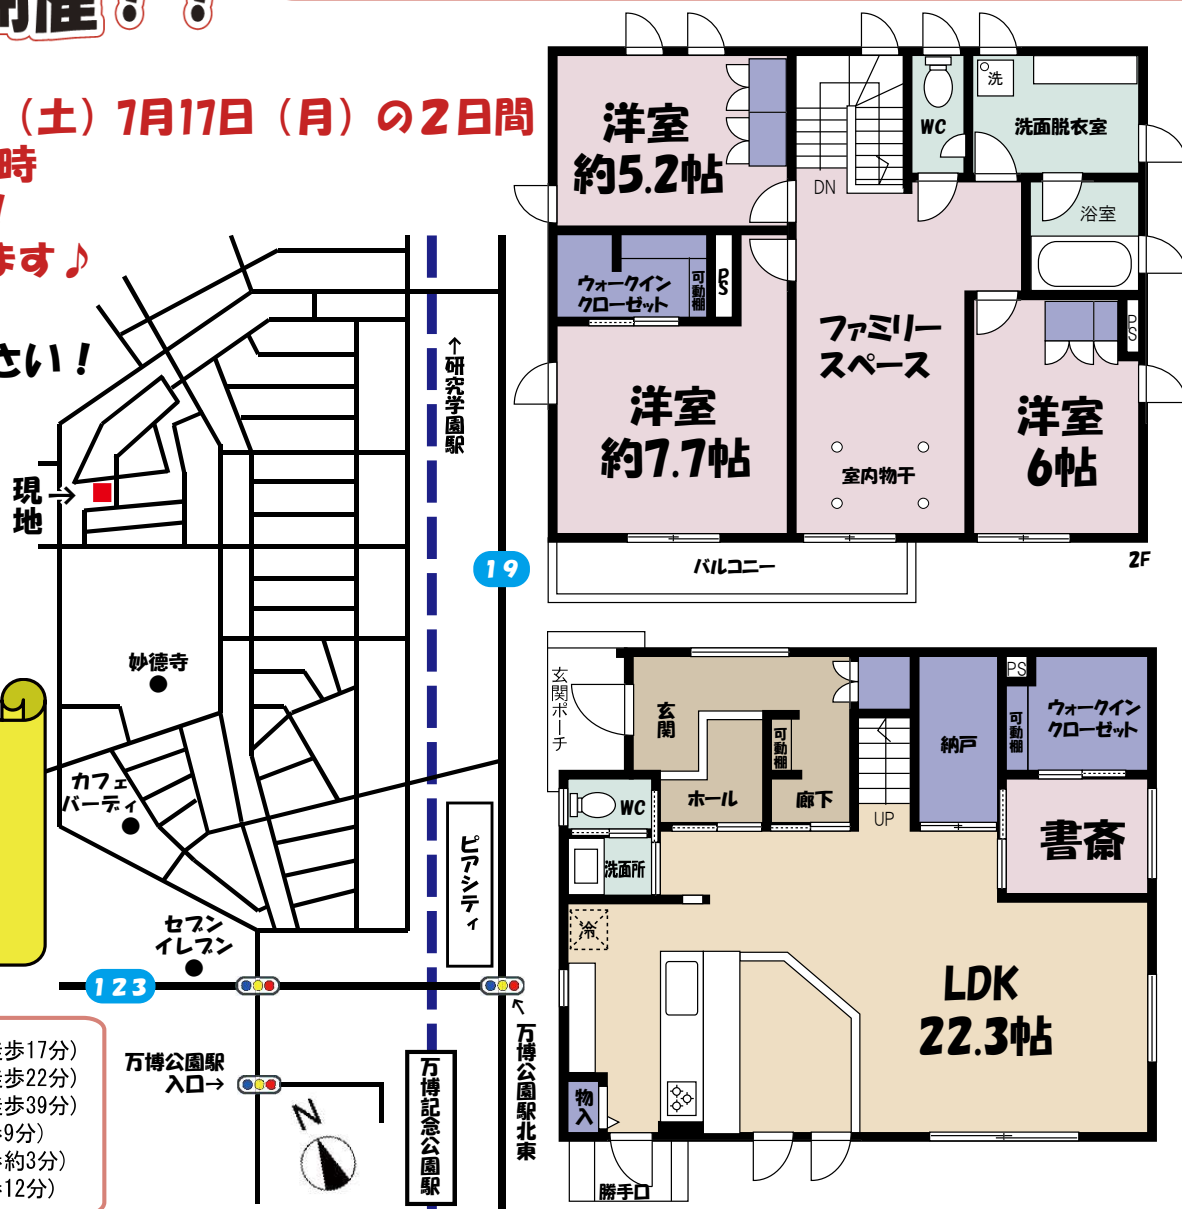 開催！！
（土）7月17日（月）の2日間
時
ます♪
さい！
↑研究学園駅
現地→
19
妙徳寺
カフェ
バーディ
ピアシティ
セブン
イレブン
123
万博公園駅
入口→
万博公園駅北東
万博記念公園駅
N
歩17分)
歩22分)
歩39分)
9分)
約3分)
12分)
洋室
約5.2帖
DN
WC
洗
洗面脱衣室
浴室
ウォークイン
クローゼット
可動棚
PS
ファミリー
スペース
洋室
約7.7帖
室内物干
PS
洋室
6帖
バルコニー
2F
玄関ポーチ
玄関
可動棚
ホール
廊下
UP
納戸
PS
可動棚
ウォークイン
クローゼット
書斎
WC
洗面所
冷
LDK
22.3帖
物入
勝手口